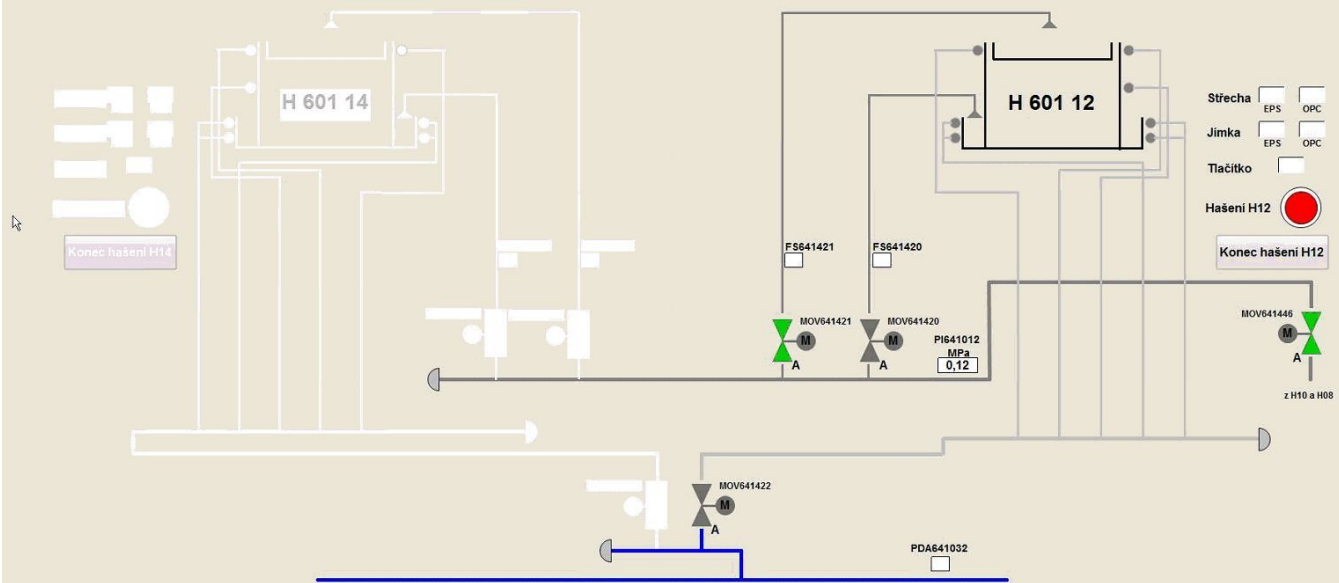 H 601 14
H 601 12
Střecha
EPS
OPC
Jímka
EPS
OPC
Tlačítko
Hašení H12
Konec hašení H14
Konec hašení H12
FS641421
FS641420
MOV641421
M
A
MOV641420
M
A
PI641012
MPa
0,12
MOV641446
M
A
z H10 a H08
MOV641422
M
A
PDA641032